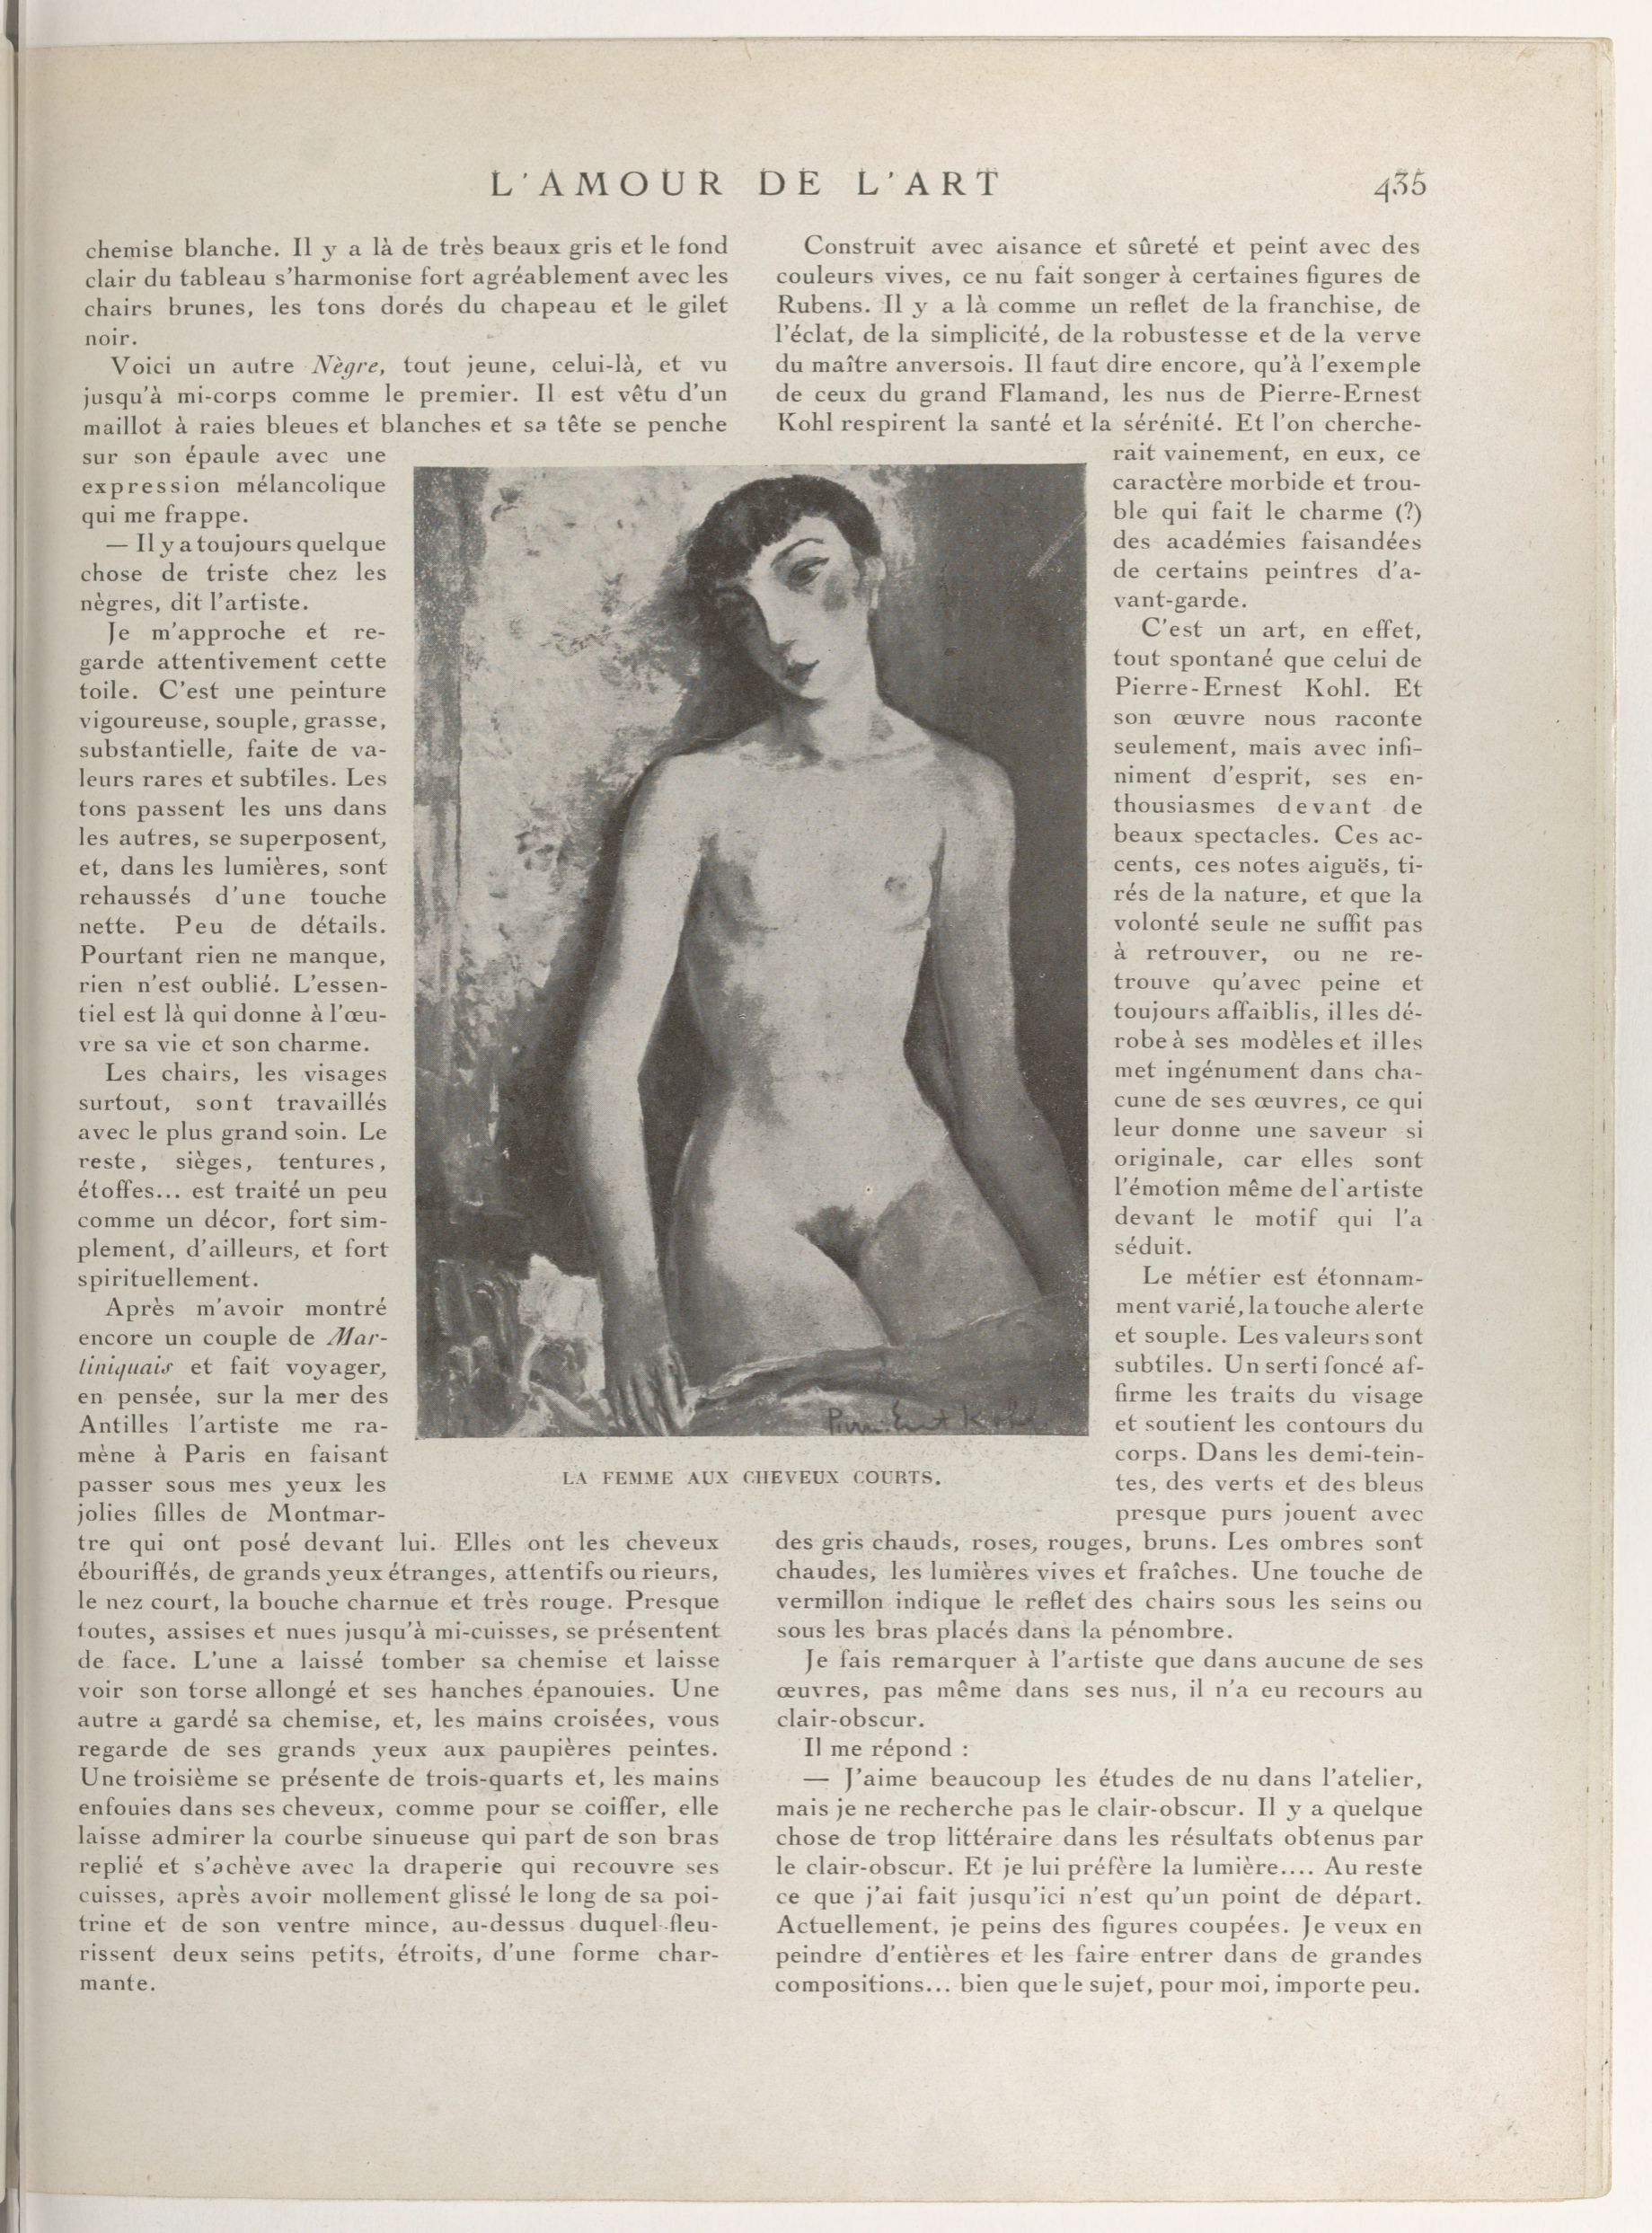 L'AMOUR DE L'ART
435
chemise blanche. Il y a là de très beaux gris et le fond
clair du tableau s'harmonise fort agréablement avec les
chairs brunes, les tons dorés du chapeau et le gilet
noir.
Voici un autre Nègre, tout jeune, celui-là, et vu
jusqu'à mi-corps comme le premier. Il est vêtu d'un
maillot à raies bleues et blanches et sa tête se penche
sur son épaule avec une
expression mélancolique
qui me frappe.
— Il y a toujours quelque
chose de triste chez les
nègres, dit l'artiste.
Je m'approche et re-
garde attentivement cette
toile. C'est une peinture
vigoureuse, souple, grasse,
substantielle, faite de va-
leurs rares et subtiles. Les
tons passent les uns dans
les autres, se superposent,
et, dans les lumières, sont
rehaussés d'une touche
nette. Peu de détails.
Pourtant rien ne manque,
rien n'est oublié. L'essen-
tiel est là qui donne à l'œu-
vre sa vie et son charme.
Les chairs, les visages
surtout, sont travaillés
avec le plus grand soin. Le
reste, sièges, tentures,
étoffes... est traité un peu
comme un décor, fort sim-
plement, d'ailleurs, et fort
spirituellement.
Après m'avoir montré
encore un couple de Mar-
tiniquais et fait voyager,
en pensée, sur la mer des
Antilles l'artiste me ra-
mène à Paris en faisant
passer sous mes yeux les
jolies filles de Montmar-
tre qui ont posé devant lui. Elles ont les cheveux
ébouriffés, de grands yeux étranges, attentifs ou rieurs,
le nez court, la bouche charnue et très rouge. Presque
toutes, assises et nues jusqu'à mi-cuisses, se présentent
de face. L'une a laissé tomber sa chemise et laisse
voir son torse allongé et ses hanches épanouies. Une
autre a gardé sa chemise, et, les mains croisées, vous
regarde de ses grands yeux aux paupières peintes.
Une troisième se présente de trois-quarts et, les mains
enfouies dans ses cheveux, comme pour se coiffer, elle
laisse admirer la courbe sinueuse qui part de son bras
replié et s'achève avec la draperie qui recouvre ses
cuisses, après avoir mollement glissé le long de sa poi-
trine et de son ventre mince, au-dessus duquel fleu-
rissent deux seins petits, étroits, d'une forme char-
mante.
Pierre-Ernest Kohl
LA FEMME AUX CHEVEUX COURTS.
Construit avec aisance et sûreté et peint avec des
couleurs vives, ce nu fait songer à certaines figures de
Rubens. Il y a là comme un reflet de la franchise, de
l'éclat, de la simplicité, de la robustesse et de la verve
du maître anversois. Il faut dire encore, qu'à l'exemple
de ceux du grand Flamand, les nus de Pierre-Ernest
Kohl respirent la santé et la sérénité. Et l'on cherche-
rait vainement, en eux, ce
caractère morbide et trou-
ble qui fait le charme (?)
des académies faisandées
de certains peintres d'a-
vant-garde.
C'est un art, en effet,
tout spontané que celui de
Pierre-Ernest Kohl. Et
son œuvre nous raconte
seulement, mais avec infi-
niment d'esprit, ses en-
thousiasmes devant de
beaux spectacles. Ces ac-
cents, ces notes aiguës, ti-
rés de la nature, et que la
volonté seule ne suffit pas
à retrouver, ou ne re-
trouve qu'avec peine et
toujours affaiblis, il les dé-
robe à ses modèles et il les
met ingénument dans cha-
cune de ses œuvres, ce qui
leur donne une saveur si
originale, car elles sont
l'émotion même de l'artiste
devant le motif qui l'a
séduit.
Le métier est étonnam-
ment varié, la touche alerte
et souple. Les valeurs sont
subtiles. Un serti foncé af-
firme les traits du visage
et soutient les contours du
corps. Dans les demi-tein-
tes, des verts et des bleus
presque purs jouent avec
des gris chauds, roses, rouges, bruns. Les ombres sont
chaudes, les lumières vives et fraîches. Une touche de
vermillon indique le reflet des chairs sous les seins ou
sous les bras placés dans la pénombre.
Je fais remarquer à l'artiste que dans aucune de ses
œuvres, pas même dans ses nus, il n'a eu recours au
clair-obscur.
Il me répond :
— J'aime beaucoup les études de nu dans l'atelier,
mais je ne recherche pas le clair-obscur. Il y a quelque
chose de trop littéraire dans les résultats obtenus par
le clair-obscur. Et je lui préfère la lumière.... Au reste
ce que j'ai fait jusqu'ici n'est qu'un point de départ.
Actuellement, je peins des figures coupées. Je veux en
peindre d'entières et les faire entrer dans de grandes
compositions... bien que le sujet, pour moi, importe peu.